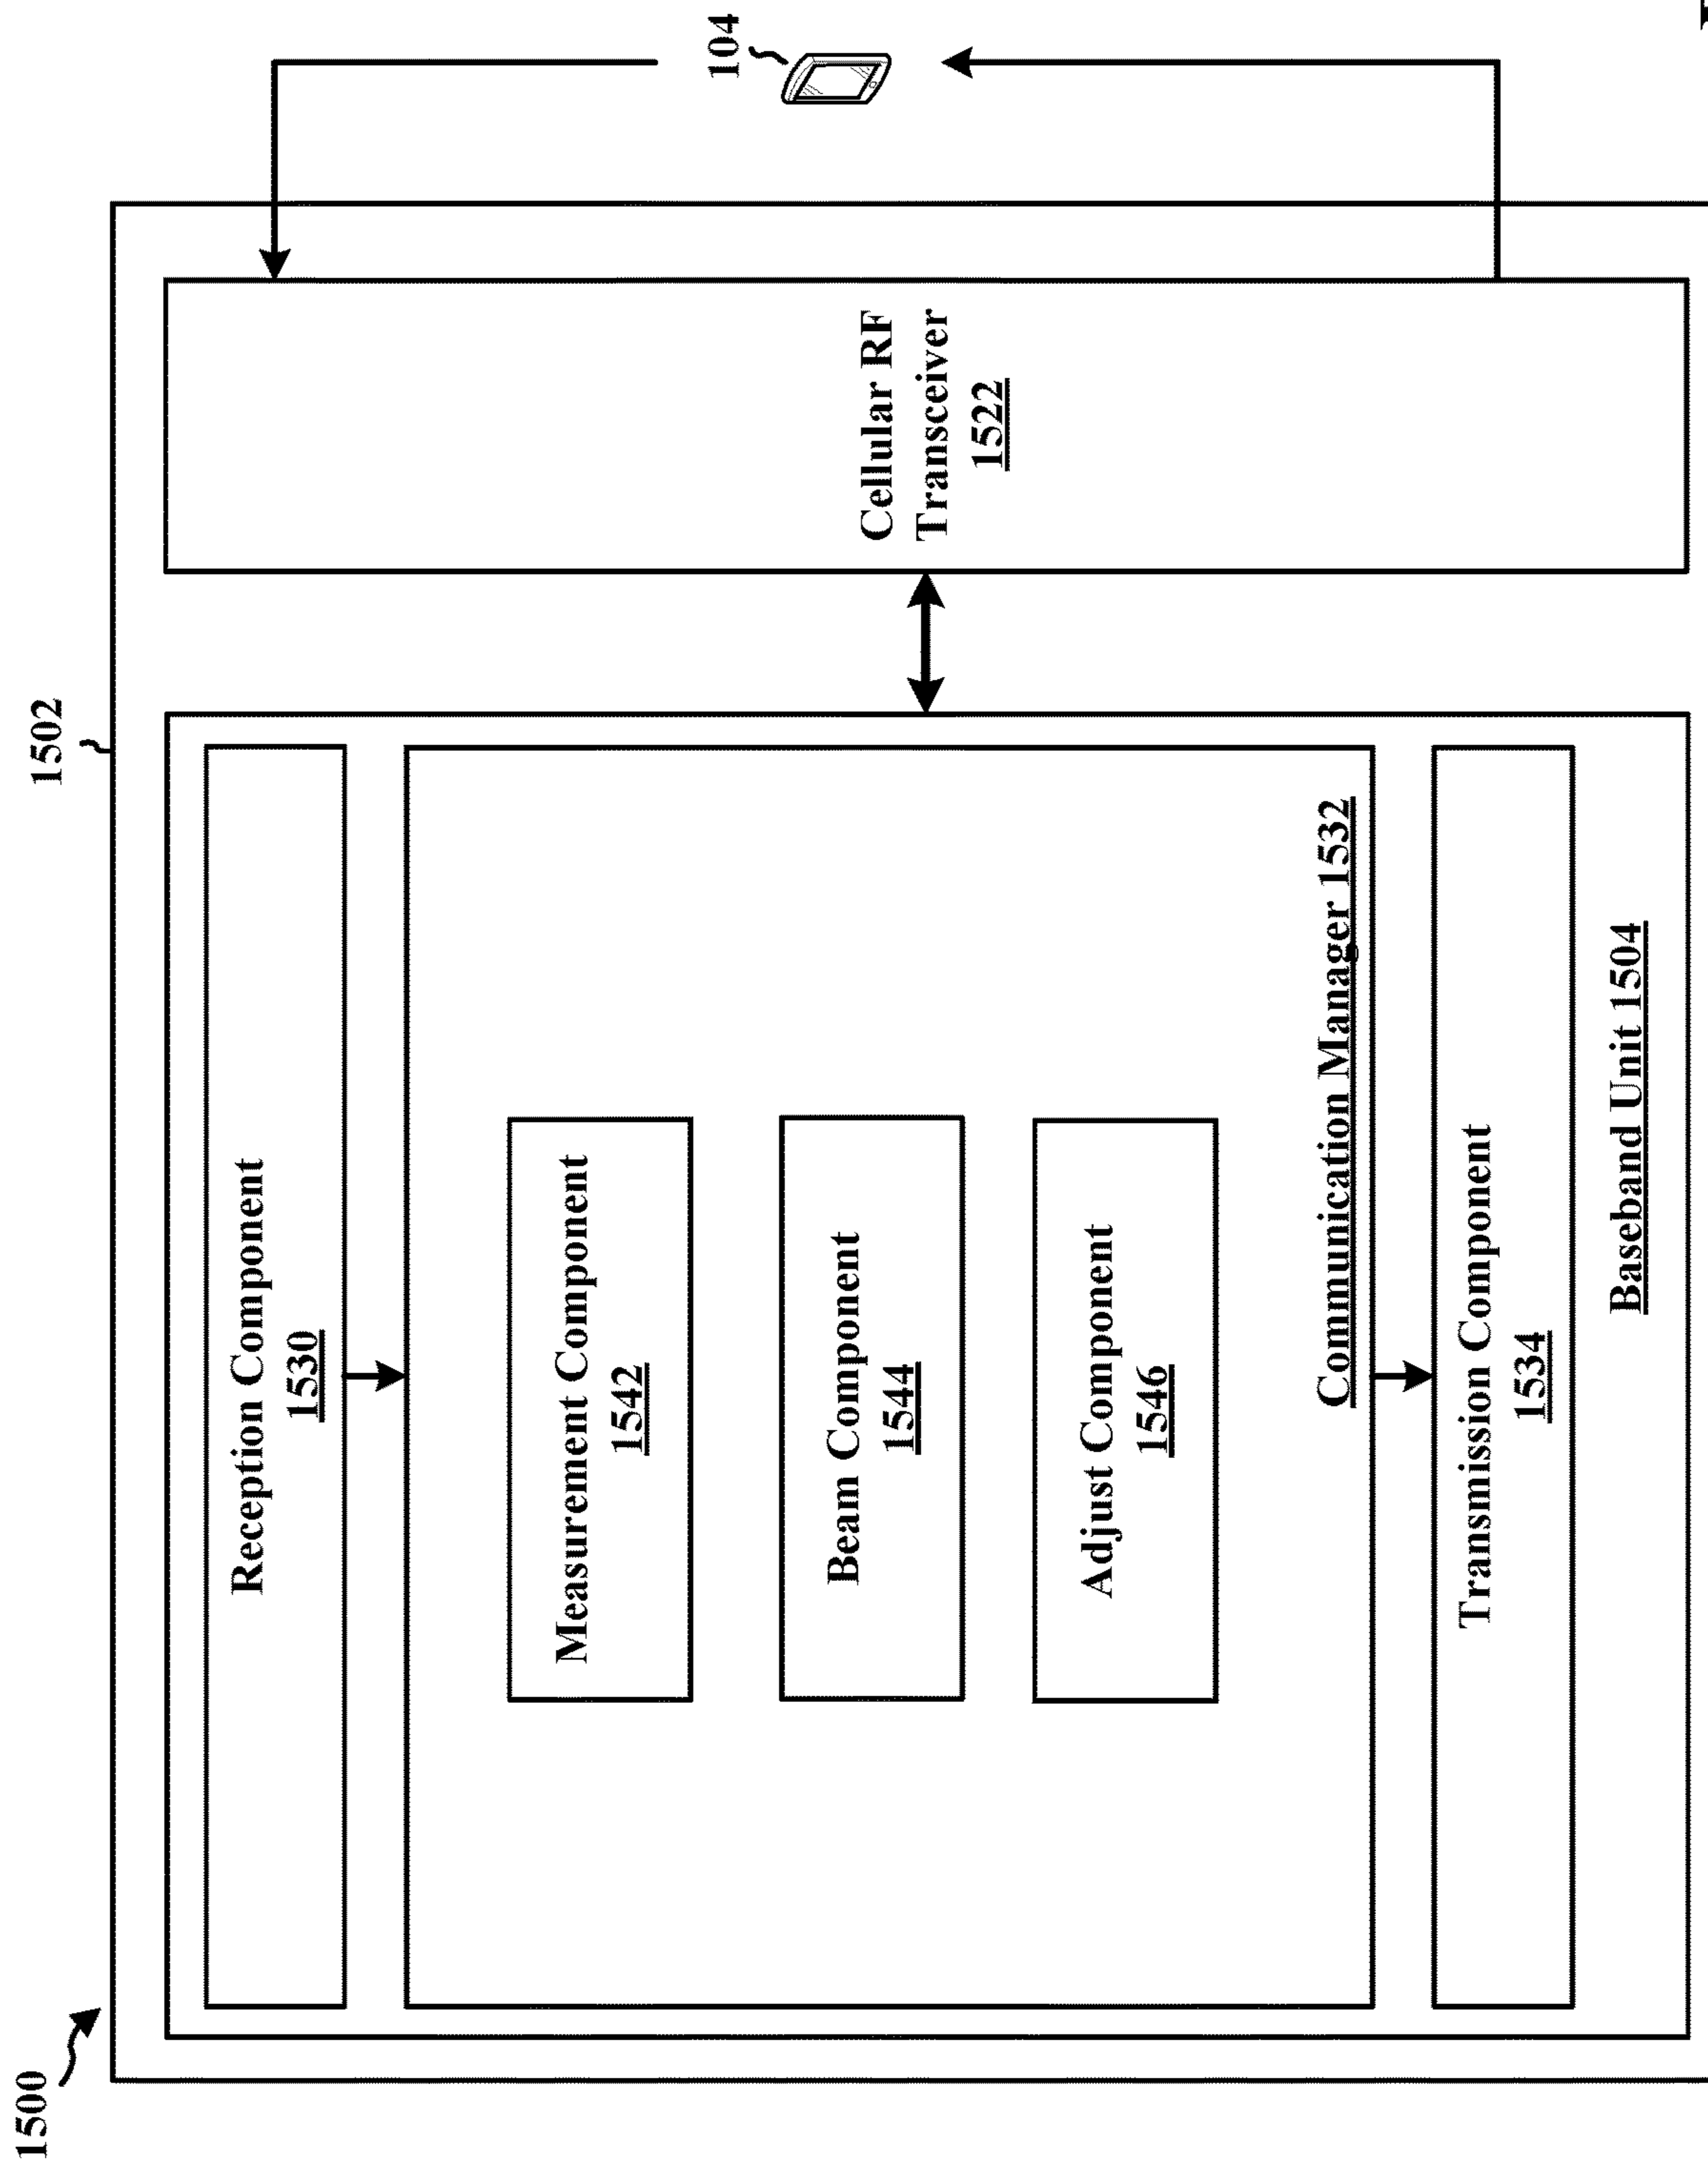 1500
1502
Reception Component
1530
Measurement Component
1542
Beam Component
1544
Adjust Component
1546
Communication Manager 1532
Transmission Component
1534
Baseband Unit 1504
Cellular RF
Transceiver
1522
104